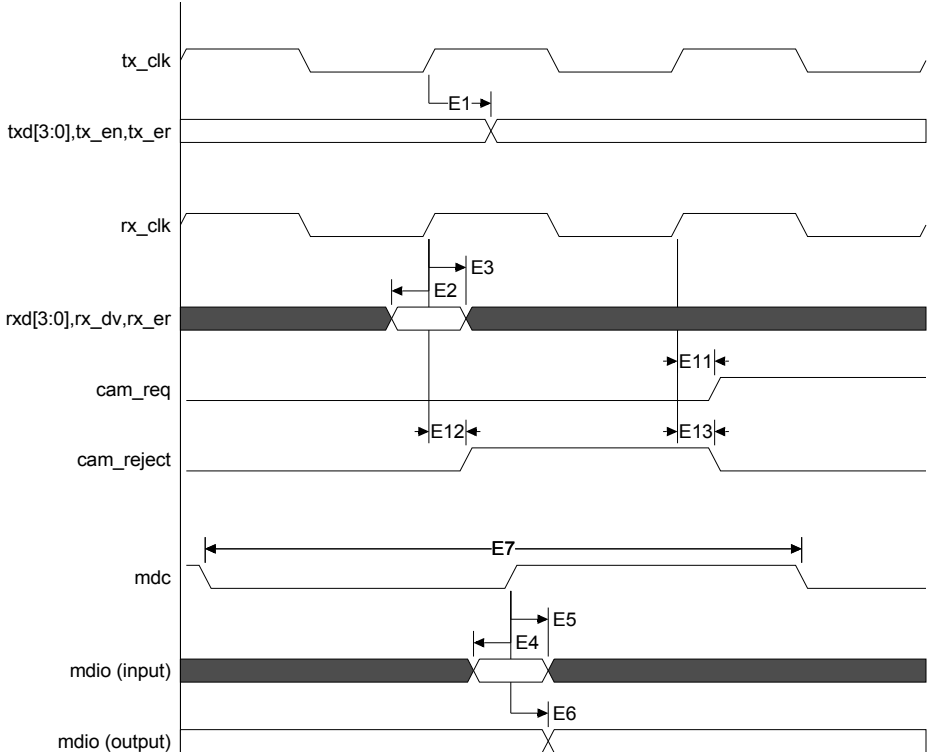 tx_clk
E1
txd[3:0],tx_en,tx_er
rx_clk
E3
E2
rxd[3:0],rx_dv,rx_er
E11
cam_req
E12
E13
cam_reject
E7
mdc
E5
E4
mdio (input)
E6
mdio (output)